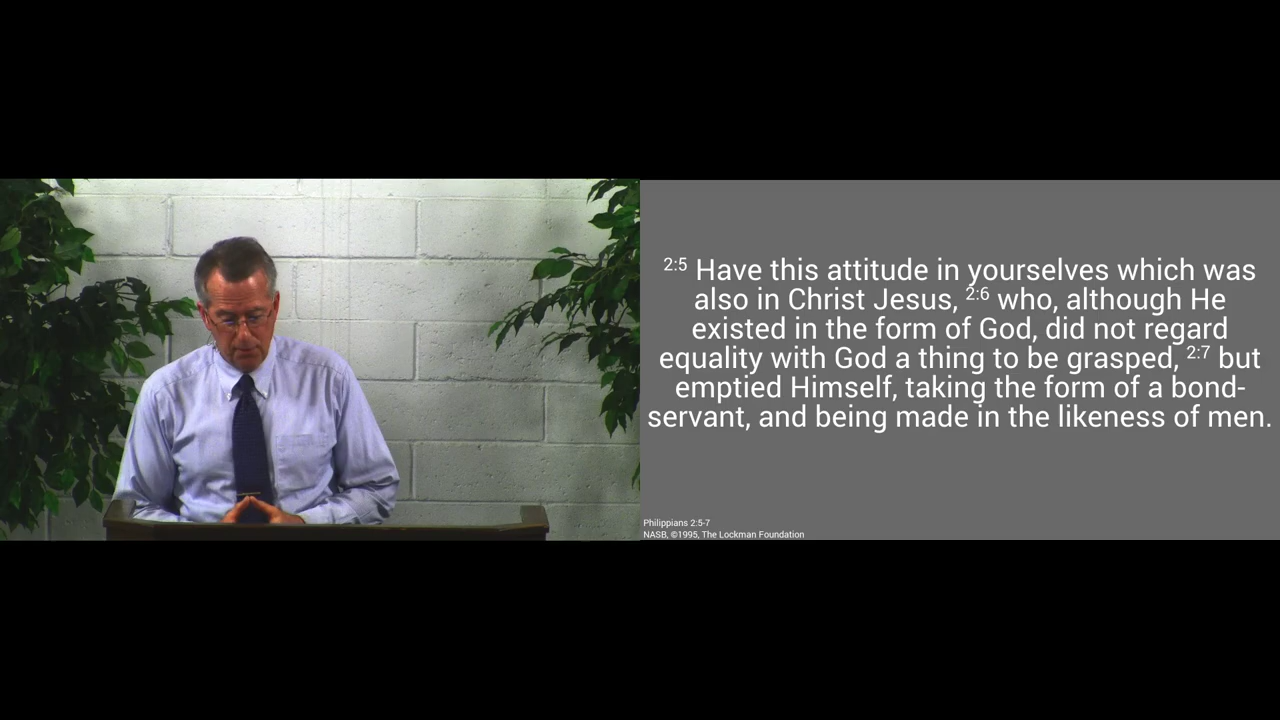 2:5 Have this attitude in yourselves which was
also in Christ Jesus, 2:6 who, although He
existed in the form of God, did not regard
equality with God a thing to be grasped, 2:7 but
emptied Himself, taking the form of a bond-
servant, and being made in the likeness of men.
Philippians 2:5-7
NASB, ©1995, The Lockman Foundation